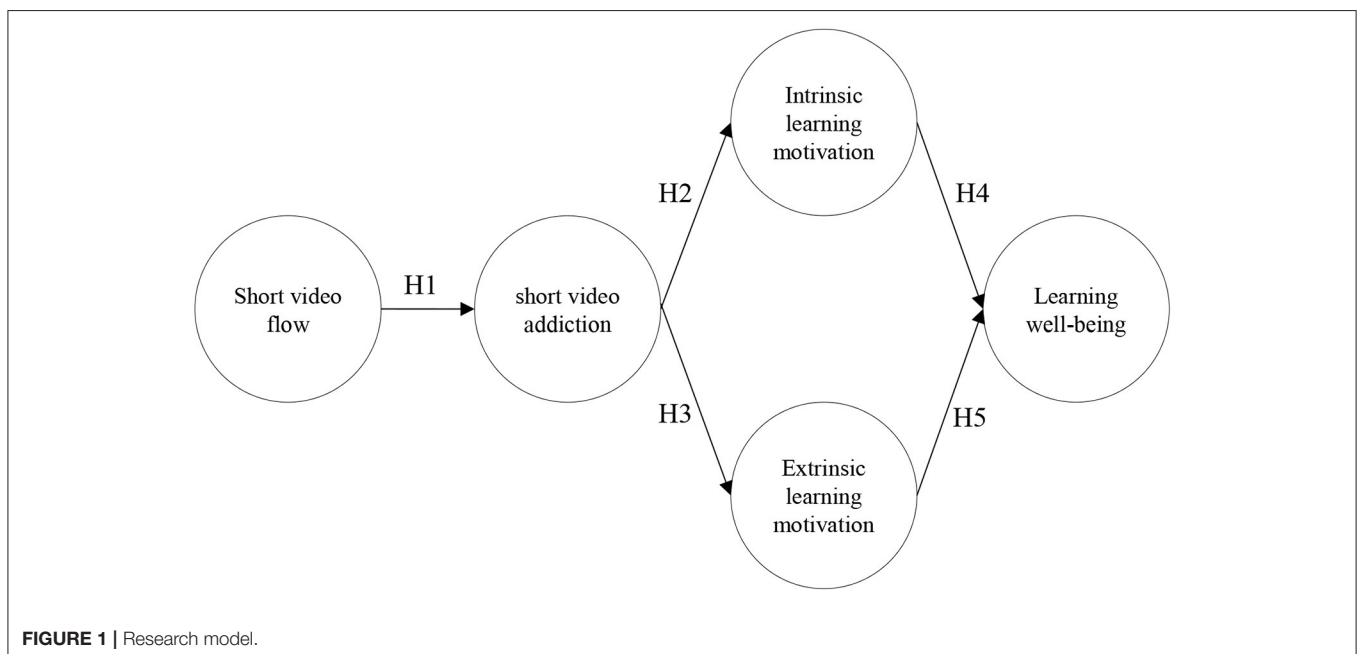 Intrinsic
learning
motivation
H2
H4
Short video
flow
H1
short video
addiction
Learning
well-being
H3
H5
Extrinsic
learning
motivation
FIGURE 1 | Research model.